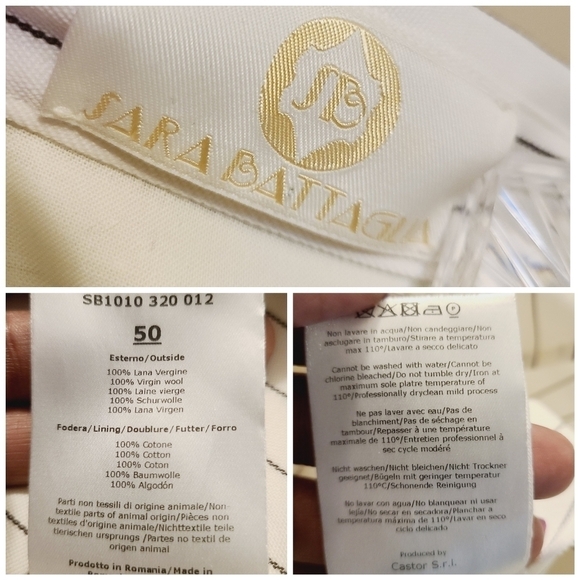 SB
SARA BATTAGLIA
SB1010 320 012
50
Esterno/Outside
100% Lana Vergine
100% Virgin wool
100% Laine vierge
100% Schurwolle
100% Lana Virgen
Fodera/Lining/Doublure/Futter/Forro
100% Cotone
100% Cotton
100% Coton
100% Baumwolle
100% Algodón
Parti non tessili di origine animale/Non-
textile parts of animal origin/Pièces non
textiles d'origine animale/Nichttextile teile
tierischen ursprungs /Partes no textil de
origen animal
Prodotto in Romania/Made in
Non lavare in acqua/Non candeggiare/Non
asciugare in tamburo/Stirare a temperatura
max 110°/Lavare a secco delicato
Cannot be washed with water/Cannot be
chlorine bleached/Do not tumble dry/Iron at
maximum sole platre temperature of
110°/Professionally dryclean mild process
Ne pas laver avec eau/Pas de
blanchiment/Pas de séchage en
tambour/Repasser à une température
maximale de 110°/Entretien professionnel à
sec cycle modéré
Nicht waschen/Nicht bleichen/Nicht Trockner
geeignet/Bügeln mit geringer temperatur
110°C/Schonende Reinigung
No lavar con agua/No blanquear ni usar
lejia/No secar en secadora/Planchar a
temperatura máxima de 110°/Lavar en seco
ciclo delicado
Produced by
Castor S.r.l.